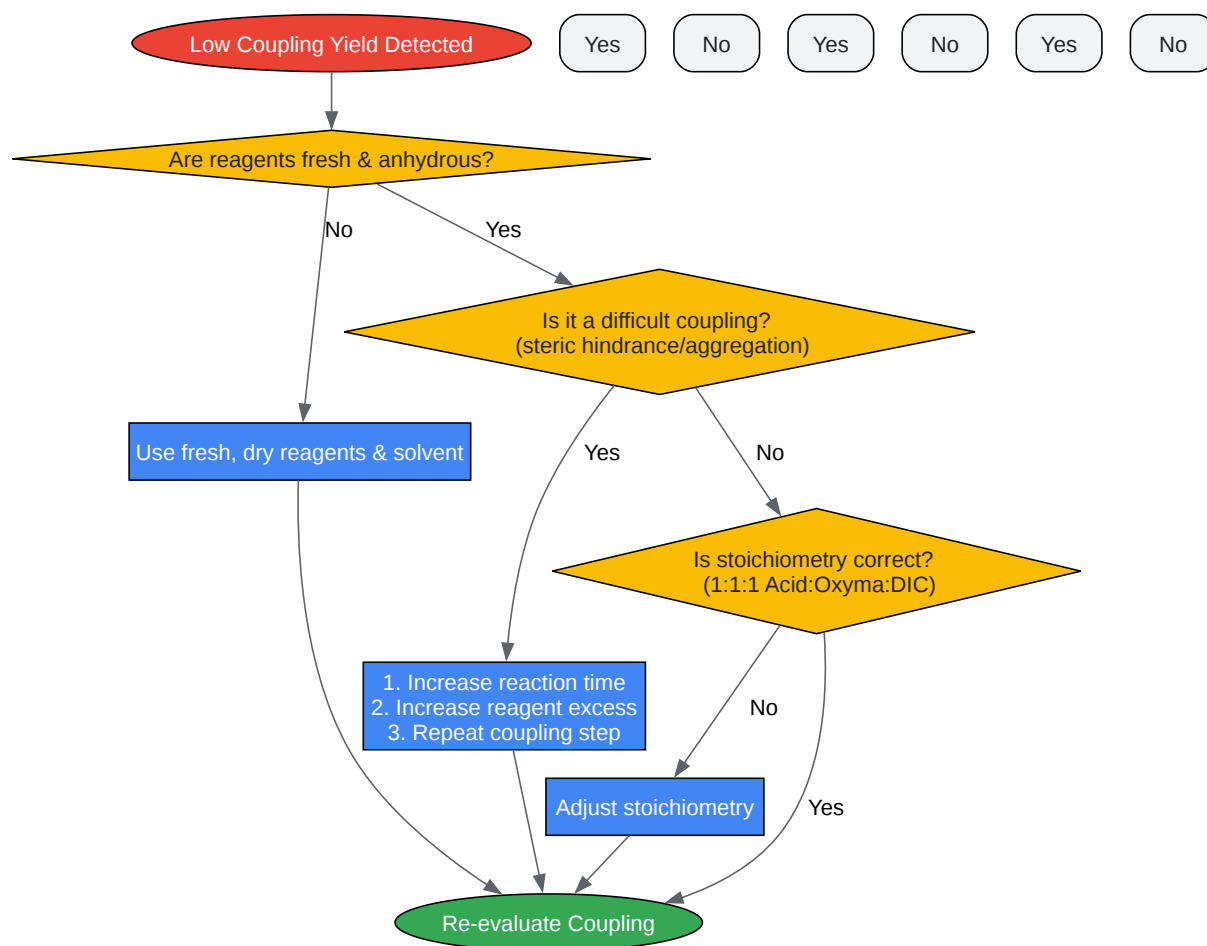 Low Coupling Yield Detected
Yes
No
Yes
No
Yes
No
Are reagents fresh & anhydrous?
No
Yes
Is it a difficult coupling?
(steric hindrance/aggregation)
Use fresh, dry reagents & solvent
Yes
No
Is stoichiometry correct?
(1:1:1 Acid:Oxyma:DIC)
1. Increase reaction time
2. Increase reagent excess
3. Repeat coupling step
No
Adjust stoichiometry
Yes
Re-evaluate Coupling